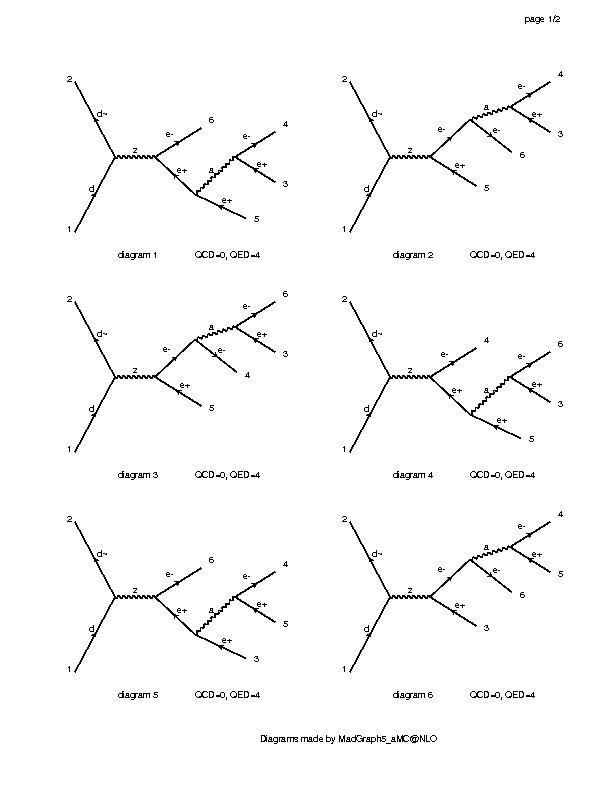 page 1/2
2 d~ z d 1 e- 6 e+ a e- 4 e+ 3 e+ 5
diagram 1 QCD=0, QED=4
2 d~ z d 1 e- a e- 4 e+ 3 e- 6 e+ 5
diagram 2 QCD=0, QED=4
2 d~ z d 1 e- a e- 6 e+ 3 e- 4 e+ 5
diagram 3 QCD=0, QED=4
2 d~ z d 1 e- 4 e+ a e- 6 e+ 3 e+ 5
diagram 4 QCD=0, QED=4
2 d~ z d 1 e- 6 e+ a e- 4 e+ 5 e+ 3
diagram 5 QCD=0, QED=4
2 d~ z d 1 e- a e- 4 e+ 5 e- 6 e+ 3
diagram 6 QCD=0, QED=4
Diagrams made by MadGraph5_aMC@NLO